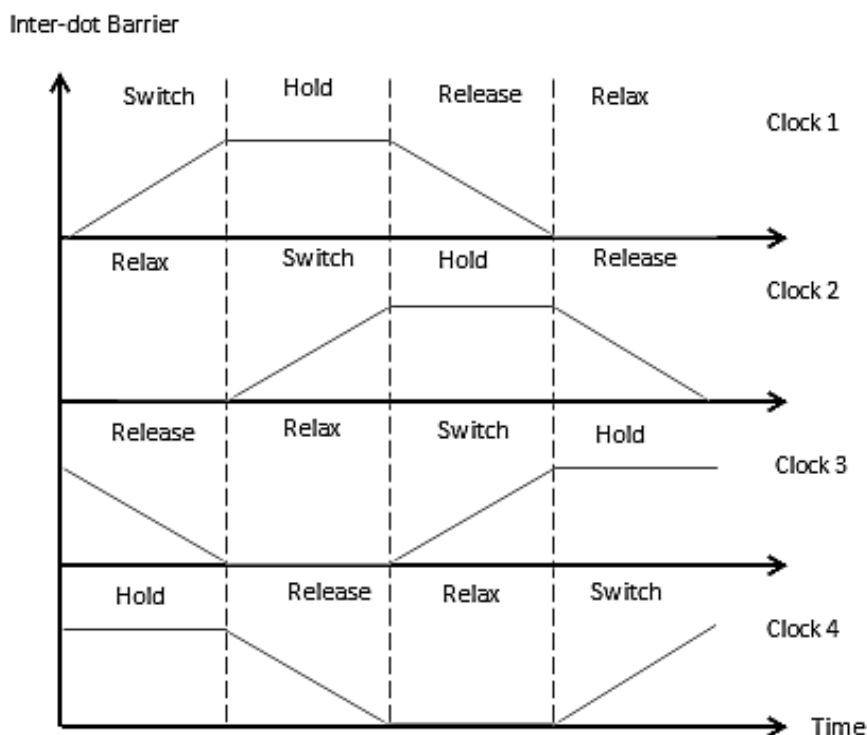 Inter-dot Barrier
Switch Hold Release Relax Clock 1
Relax Switch Hold Release Clock 2
Release Relax Switch Hold Clock 3
Hold Release Relax Switch Clock 4
Time